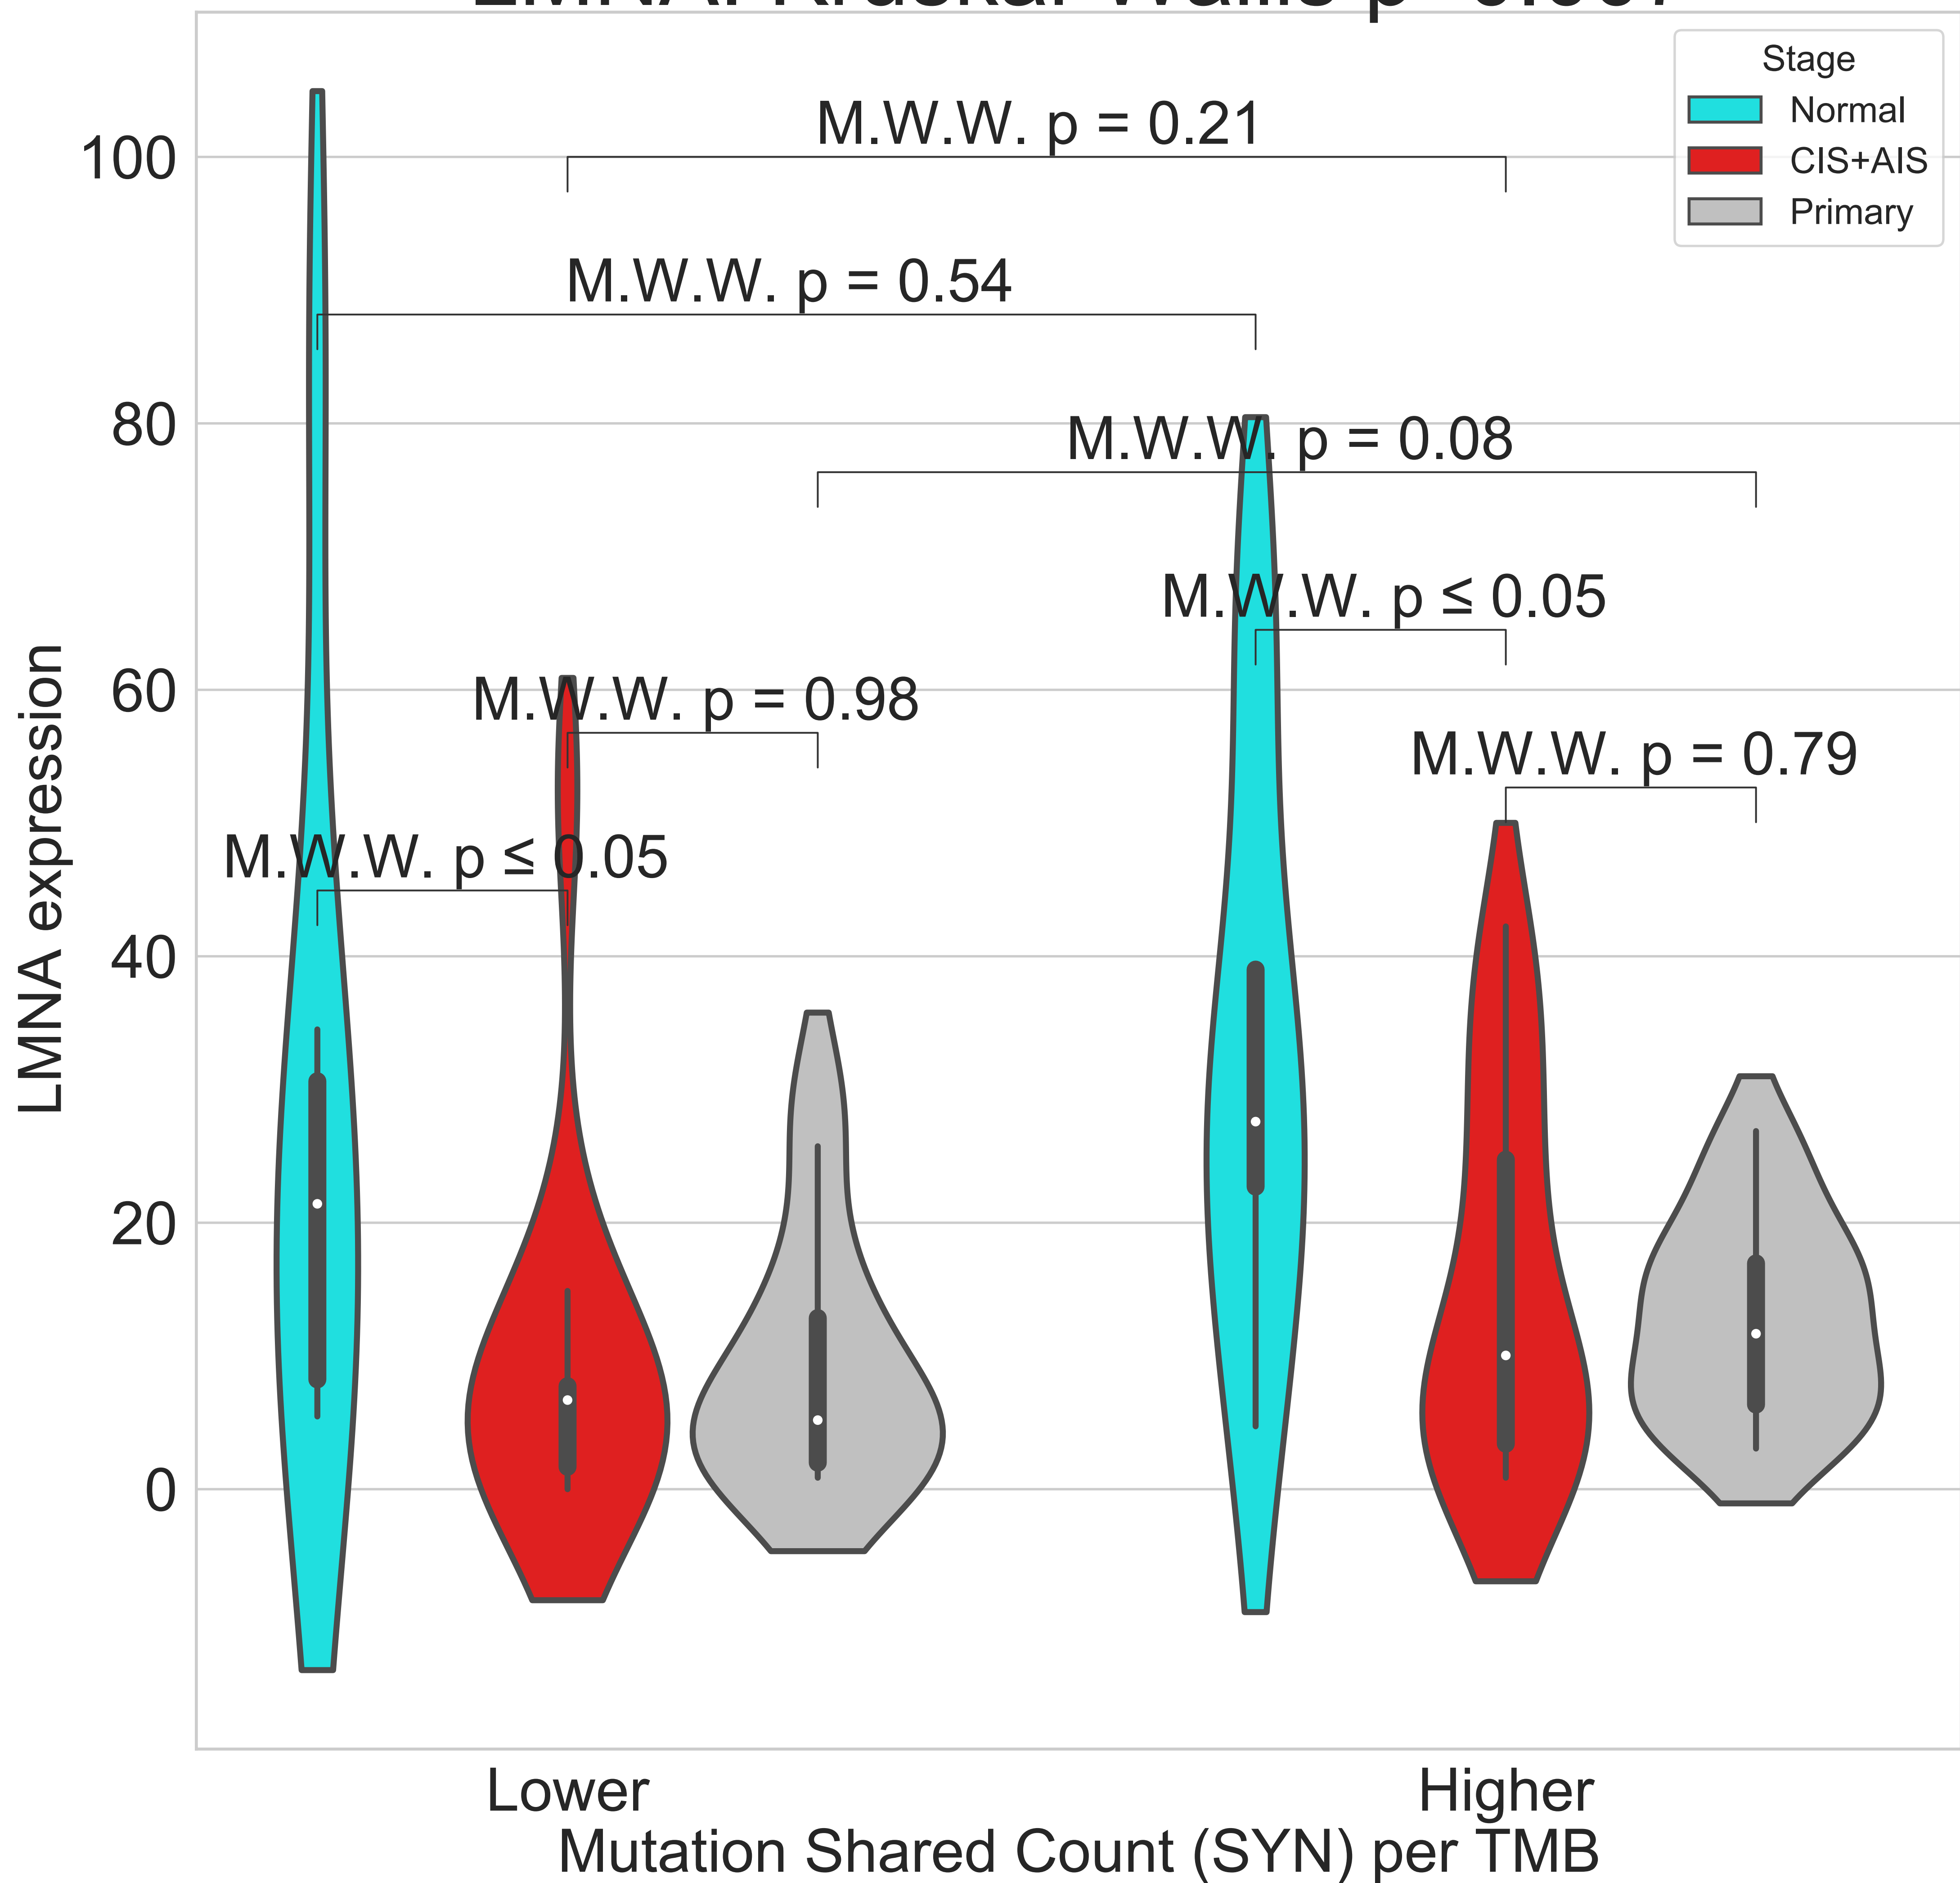 Stage
Normal
CIS+AIS
Primary
M.W.W. p = 0.21
M.W.W. p = 0.54
M.W.W. p = 0.08
M.W.W. p ≤ 0.05
M.W.W. p = 0.98
M.W.W. p = 0.79
M.W.W. p ≤ 0.05
100
80
60
40
20
0
LMNA expression
Lower
Higher
Mutation Shared Count (SYN) per TMB